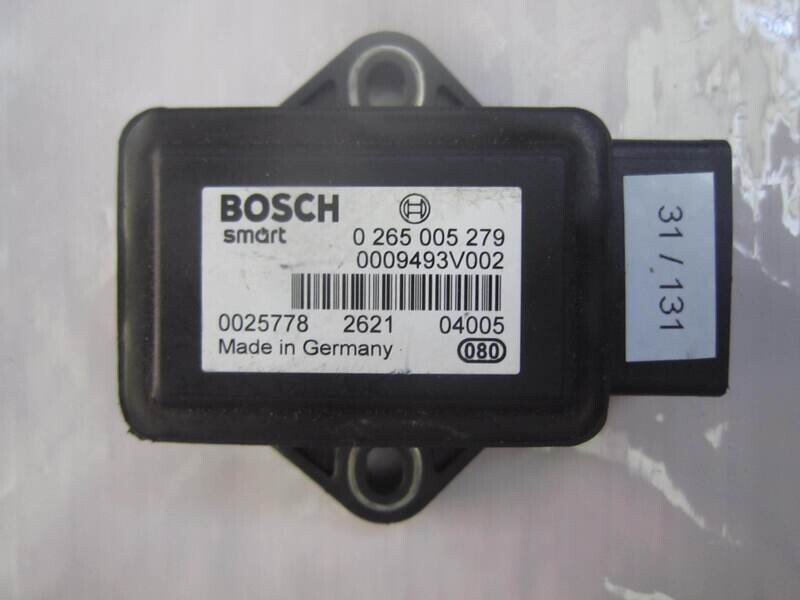 BOSCH
smart 0 265 005 279
0009493V002
0025778 2621 04005
Made in Germany 080
31 / 131